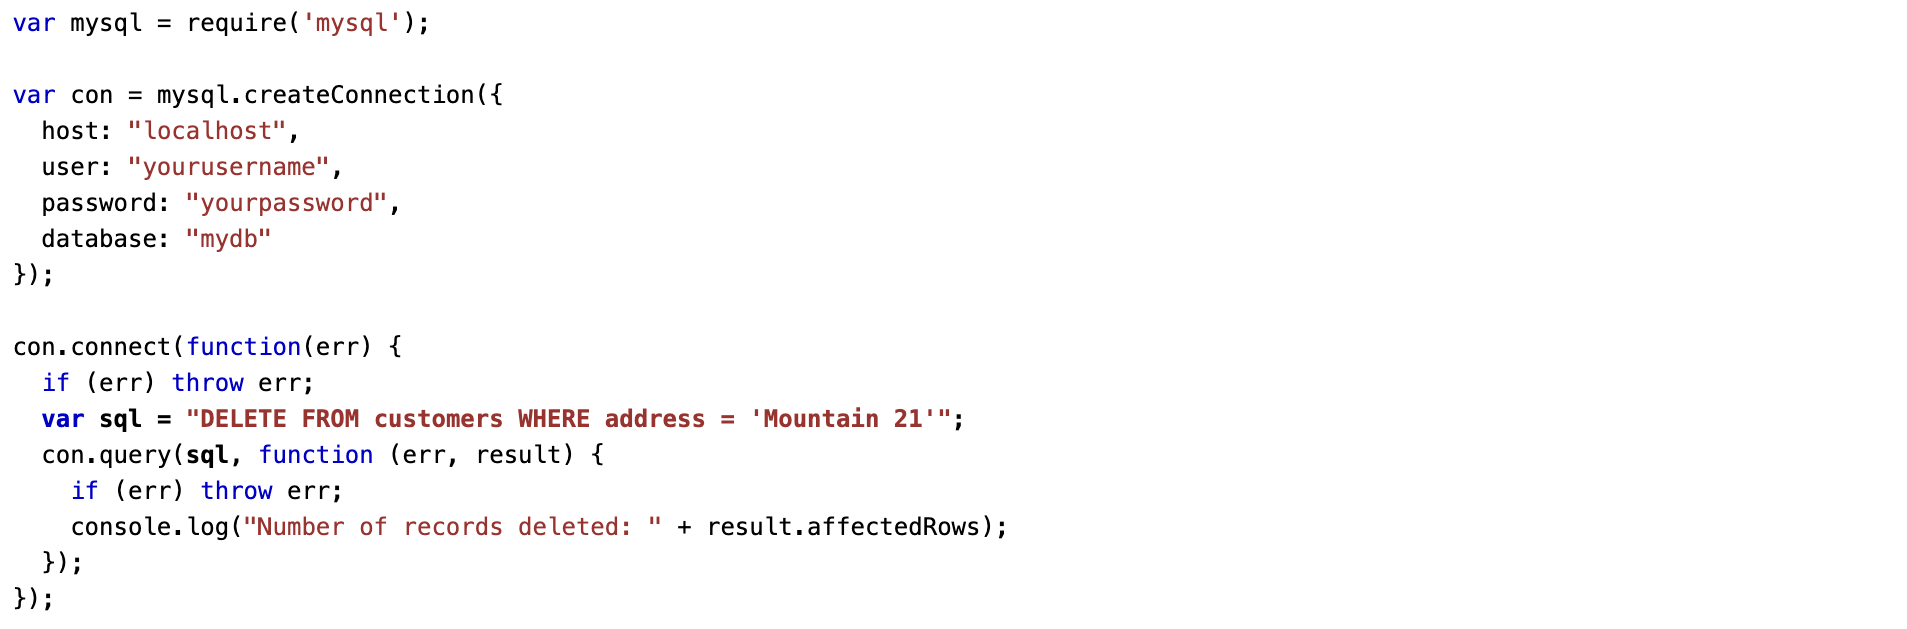 var mysql = require('mysql');

var con = mysql.createConnection({
  host: "localhost",
  user: "yourusername",
  password: "yourpassword",
  database: "mydb"
});

con.connect(function(err) {
  if (err) throw err;
  var sql = "DELETE FROM customers WHERE address = 'Mountain 21'";
  con.query(sql, function (err, result) {
    if (err) throw err;
    console.log("Number of records deleted: " + result.affectedRows);
  });
});